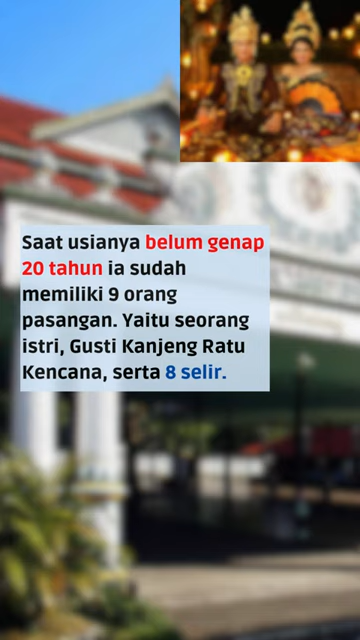 Saat usianya belum genap
20 tahun ia sudah
memiliki 9 orang
pasangan. Yaitu seorang
istri, Gusti Kanjeng Ratu
Kencana, serta 8 selir.